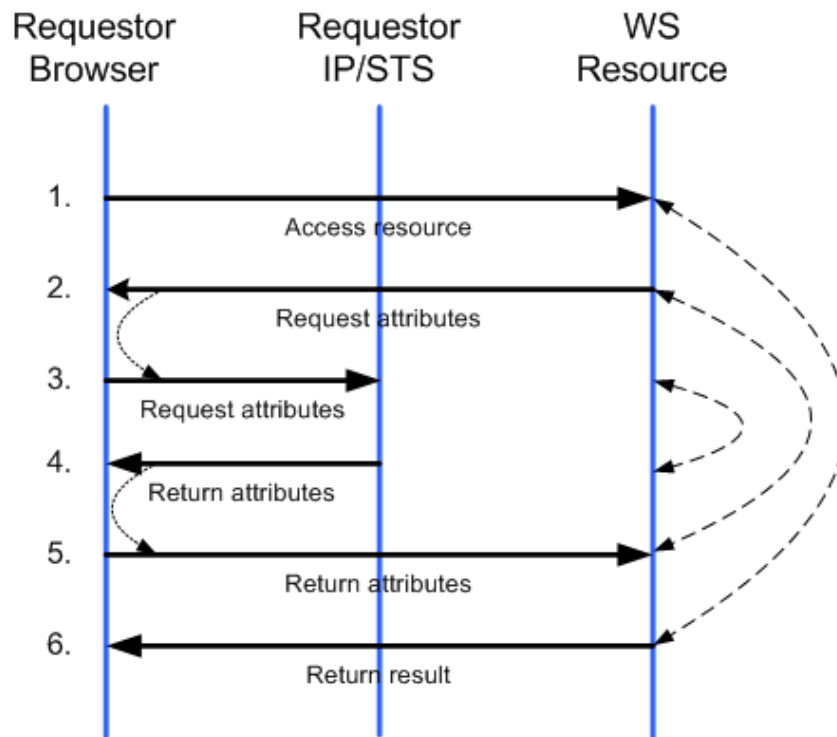 Requestor
Browser
Requestor
IP/STS
WS
Resource
1.
Access resource
2.
Request attributes
3.
Request attributes
4.
Return attributes
5.
Return attributes
6.
Return result